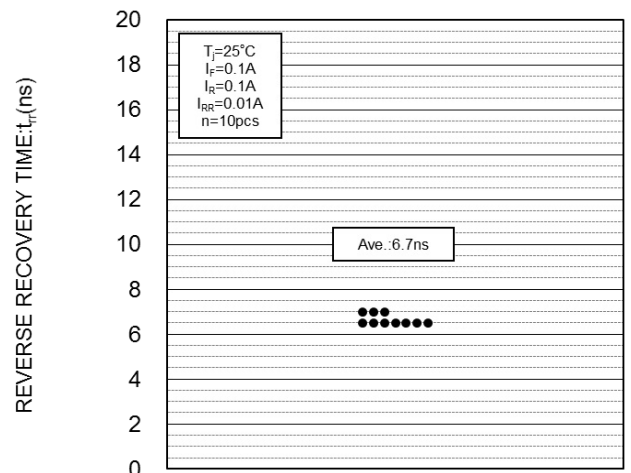 REVERSE RECOVERY TIME:trr(ns)
20
18
16
14
12
10
8
6
4
2
0
Tj=25°C
IF=0.1A
IR=0.1A
IRR=0.01A
n=10pcs
Ave.:6.7ns